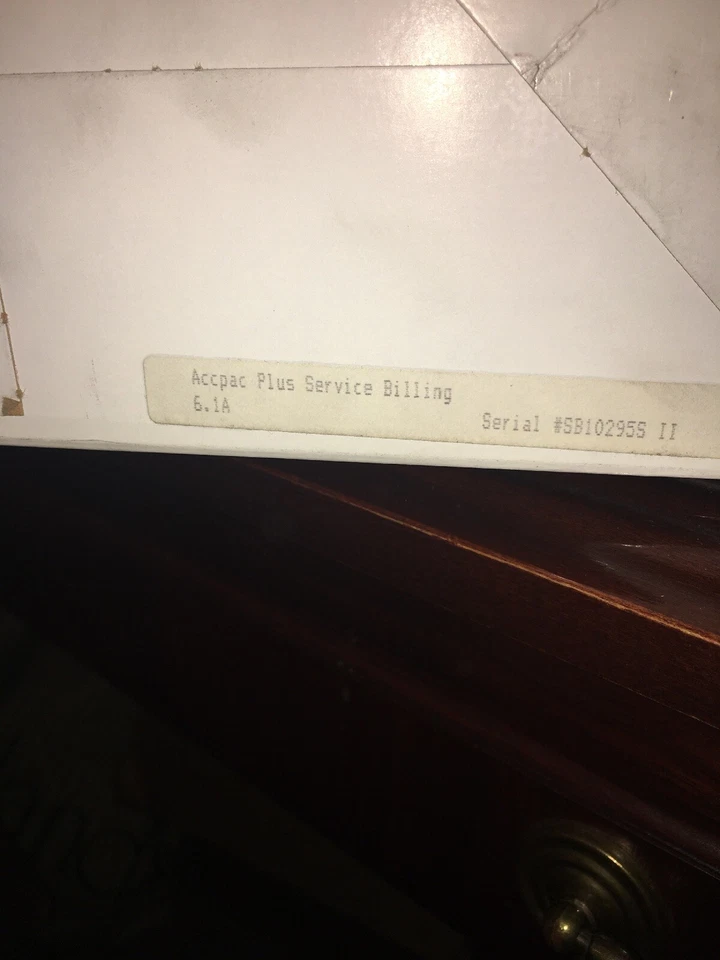 Accpac Plus Service Billing
6.1A
Serial #SB10295S II